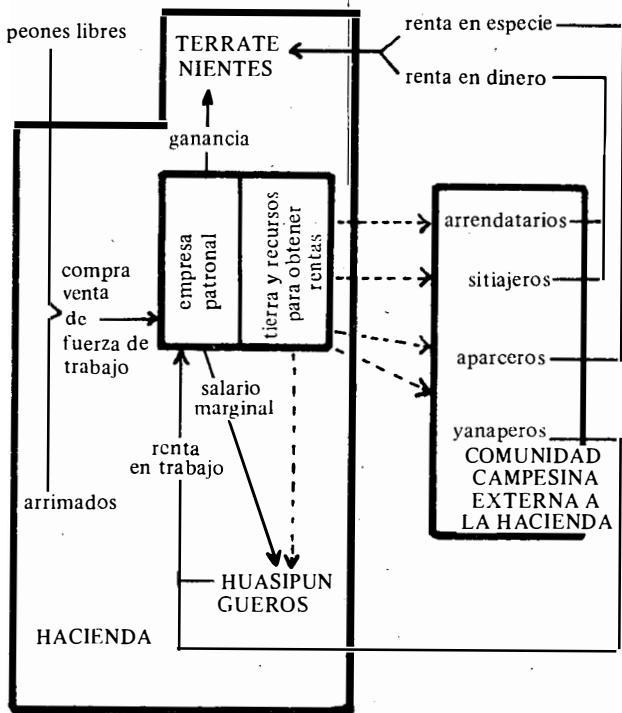 peones libres
TERRATE
NIENTES
renta en especie
renta en dinero
ganancia
empresa
patronal
tierra y recursos
para obtener
rentas
compra
venta
de
fuerza de
trabajo
arrendatarios
sitiajeros
aparceros
yanaperos
COMUNIDAD
CAMPESINA
EXTERNA A
LA HACIENDA
salario
marginal
renta
en trabajo
arrimados
HUASIPUN
GUEROS
HACIENDA